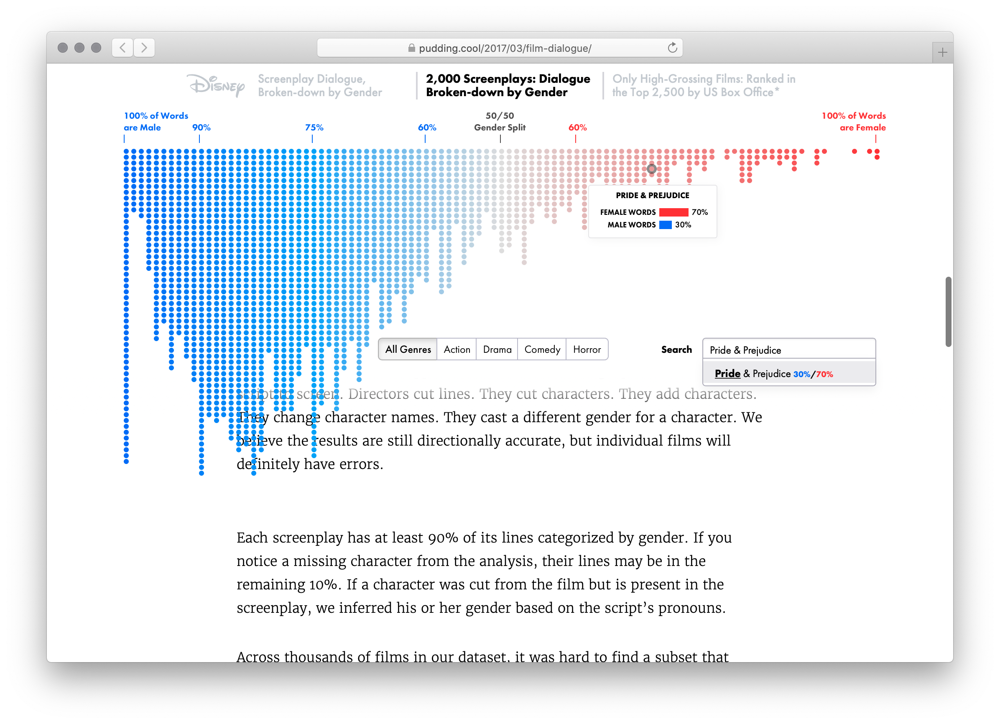 pudding.cool/2017/03/film-dialogue/
Disney
Screenplay Dialogue,
Broken-down by Gender
2,000 Screenplays: Dialogue
Broken-down by Gender
Only High-Grossing Films: Ranked in
the Top 2,500 by US Box Office*
100% of Words
are Male
90%
75%
60%
50/50
Gender Split
60%
100% of Words
are Female
PRIDE & PREJUDICE
FEMALE WORDS 70%
MALE WORDS 30%
All Genres Action Drama Comedy Horror
Search Pride & Prejudice
Pride & Prejudice 30%/70%
script to screen. Directors cut lines. They cut characters. They add characters.
They change character names. They cast a different gender for a character. We
believe the results are still directionally accurate, but individual films will
definitely have errors.
Each screenplay has at least 90% of its lines categorized by gender. If you
notice a missing character from the analysis, their lines may be in the
remaining 10%. If a character was cut from the film but is present in the
screenplay, we inferred his or her gender based on the script’s pronouns.
Across thousands of films in our dataset, it was hard to find a subset that